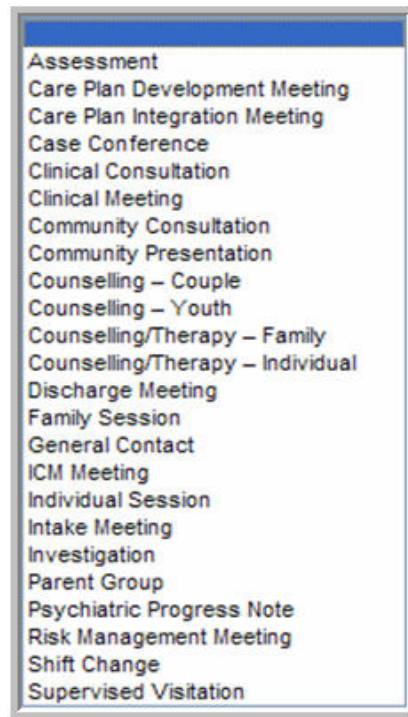 Assessment
Care Plan Development Meeting
Care Plan Integration Meeting
Case Conference
Clinical Consultation
Clinical Meeting
Community Consultation
Community Presentation
Counselling – Couple
Counselling – Youth
Counselling/Therapy – Family
Counselling/Therapy – Individual
Discharge Meeting
Family Session
General Contact
ICM Meeting
Individual Session
Intake Meeting
Investigation
Parent Group
Psychiatric Progress Note
Risk Management Meeting
Shift Change
Supervised Visitation